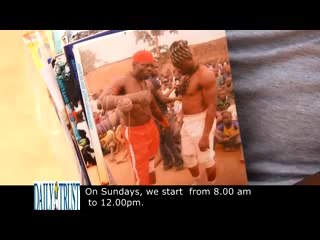 DAILY TRUST
On Sundays, we start from 8.00 am
to 12.00pm.